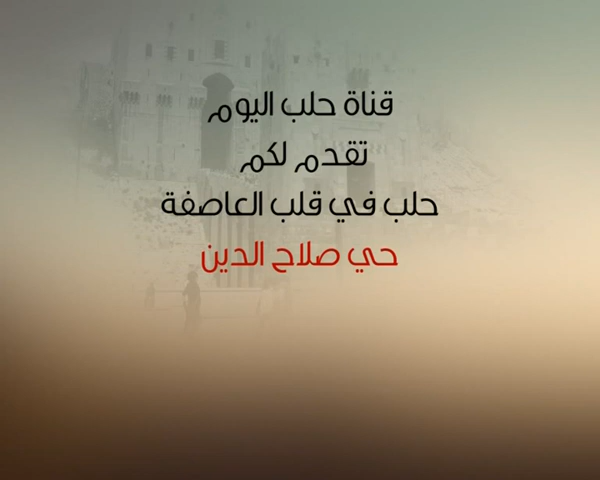 قناة حلب اليوم
تقدم لكم
حلب في قلب العاصفة
حي صلاح الدين